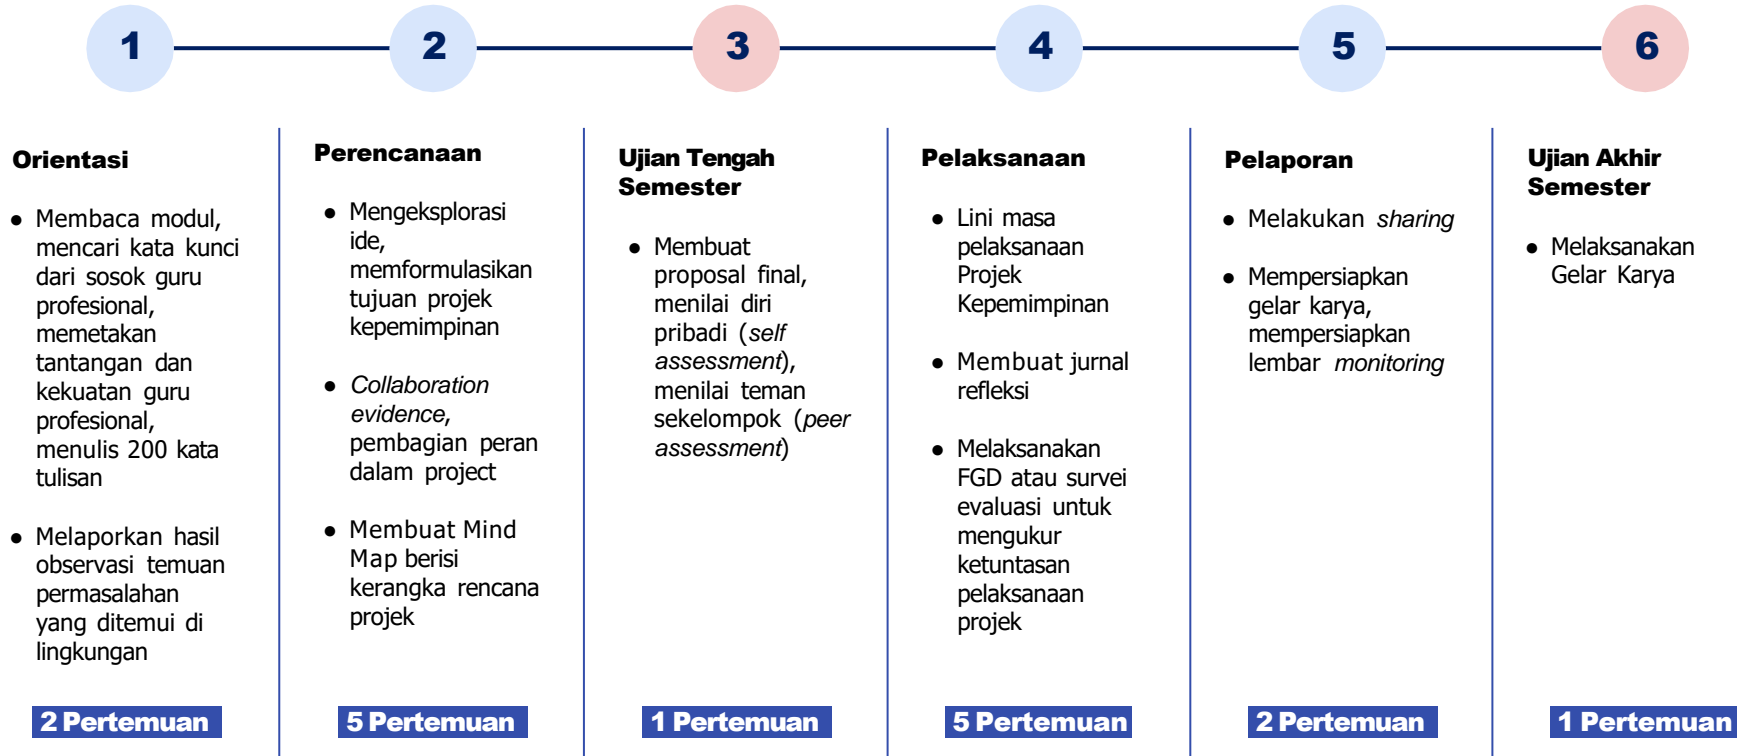 1
2
3
4
5
6
Orientasi
● Membaca modul,
mencari kata kunci
dari sosok guru
profesional,
memetakan
tantangan dan
kekuatan guru
profesional,
menulis 200 kata
tulisan
● Melaporkan hasil
observasi temuan
permasalahan
yang ditemui di
lingkungan
2 Pertemuan
Perencanaan
● Mengeksplorasi
ide,
memformulasikan
tujuan projek
kepemimpinan
● Collaboration
evidence,
pembagian peran
dalam project
● Membuat Mind
Map berisi
kerangka rencana
projek
5 Pertemuan
Ujian Tengah
Semester
● Membuat
proposal final,
menilai diri
pribadi (self
assessment),
menilai teman
sekelompok (peer
assessment)
1 Pertemuan
Pelaksanaan
● Lini masa
pelaksanaan
Projek
Kepemimpinan
● Membuat jurnal
refleksi
● Melaksanakan
FGD atau survei
evaluasi untuk
mengukur
ketuntasan
pelaksanaan
projek
5 Pertemuan
Pelaporan
● Melakukan sharing
● Mempersiapkan
gelar karya,
mempersiapkan
lembar monitoring
2 Pertemuan
Ujian Akhir
Semester
● Melaksanakan
Gelar Karya
1 Pertemuan